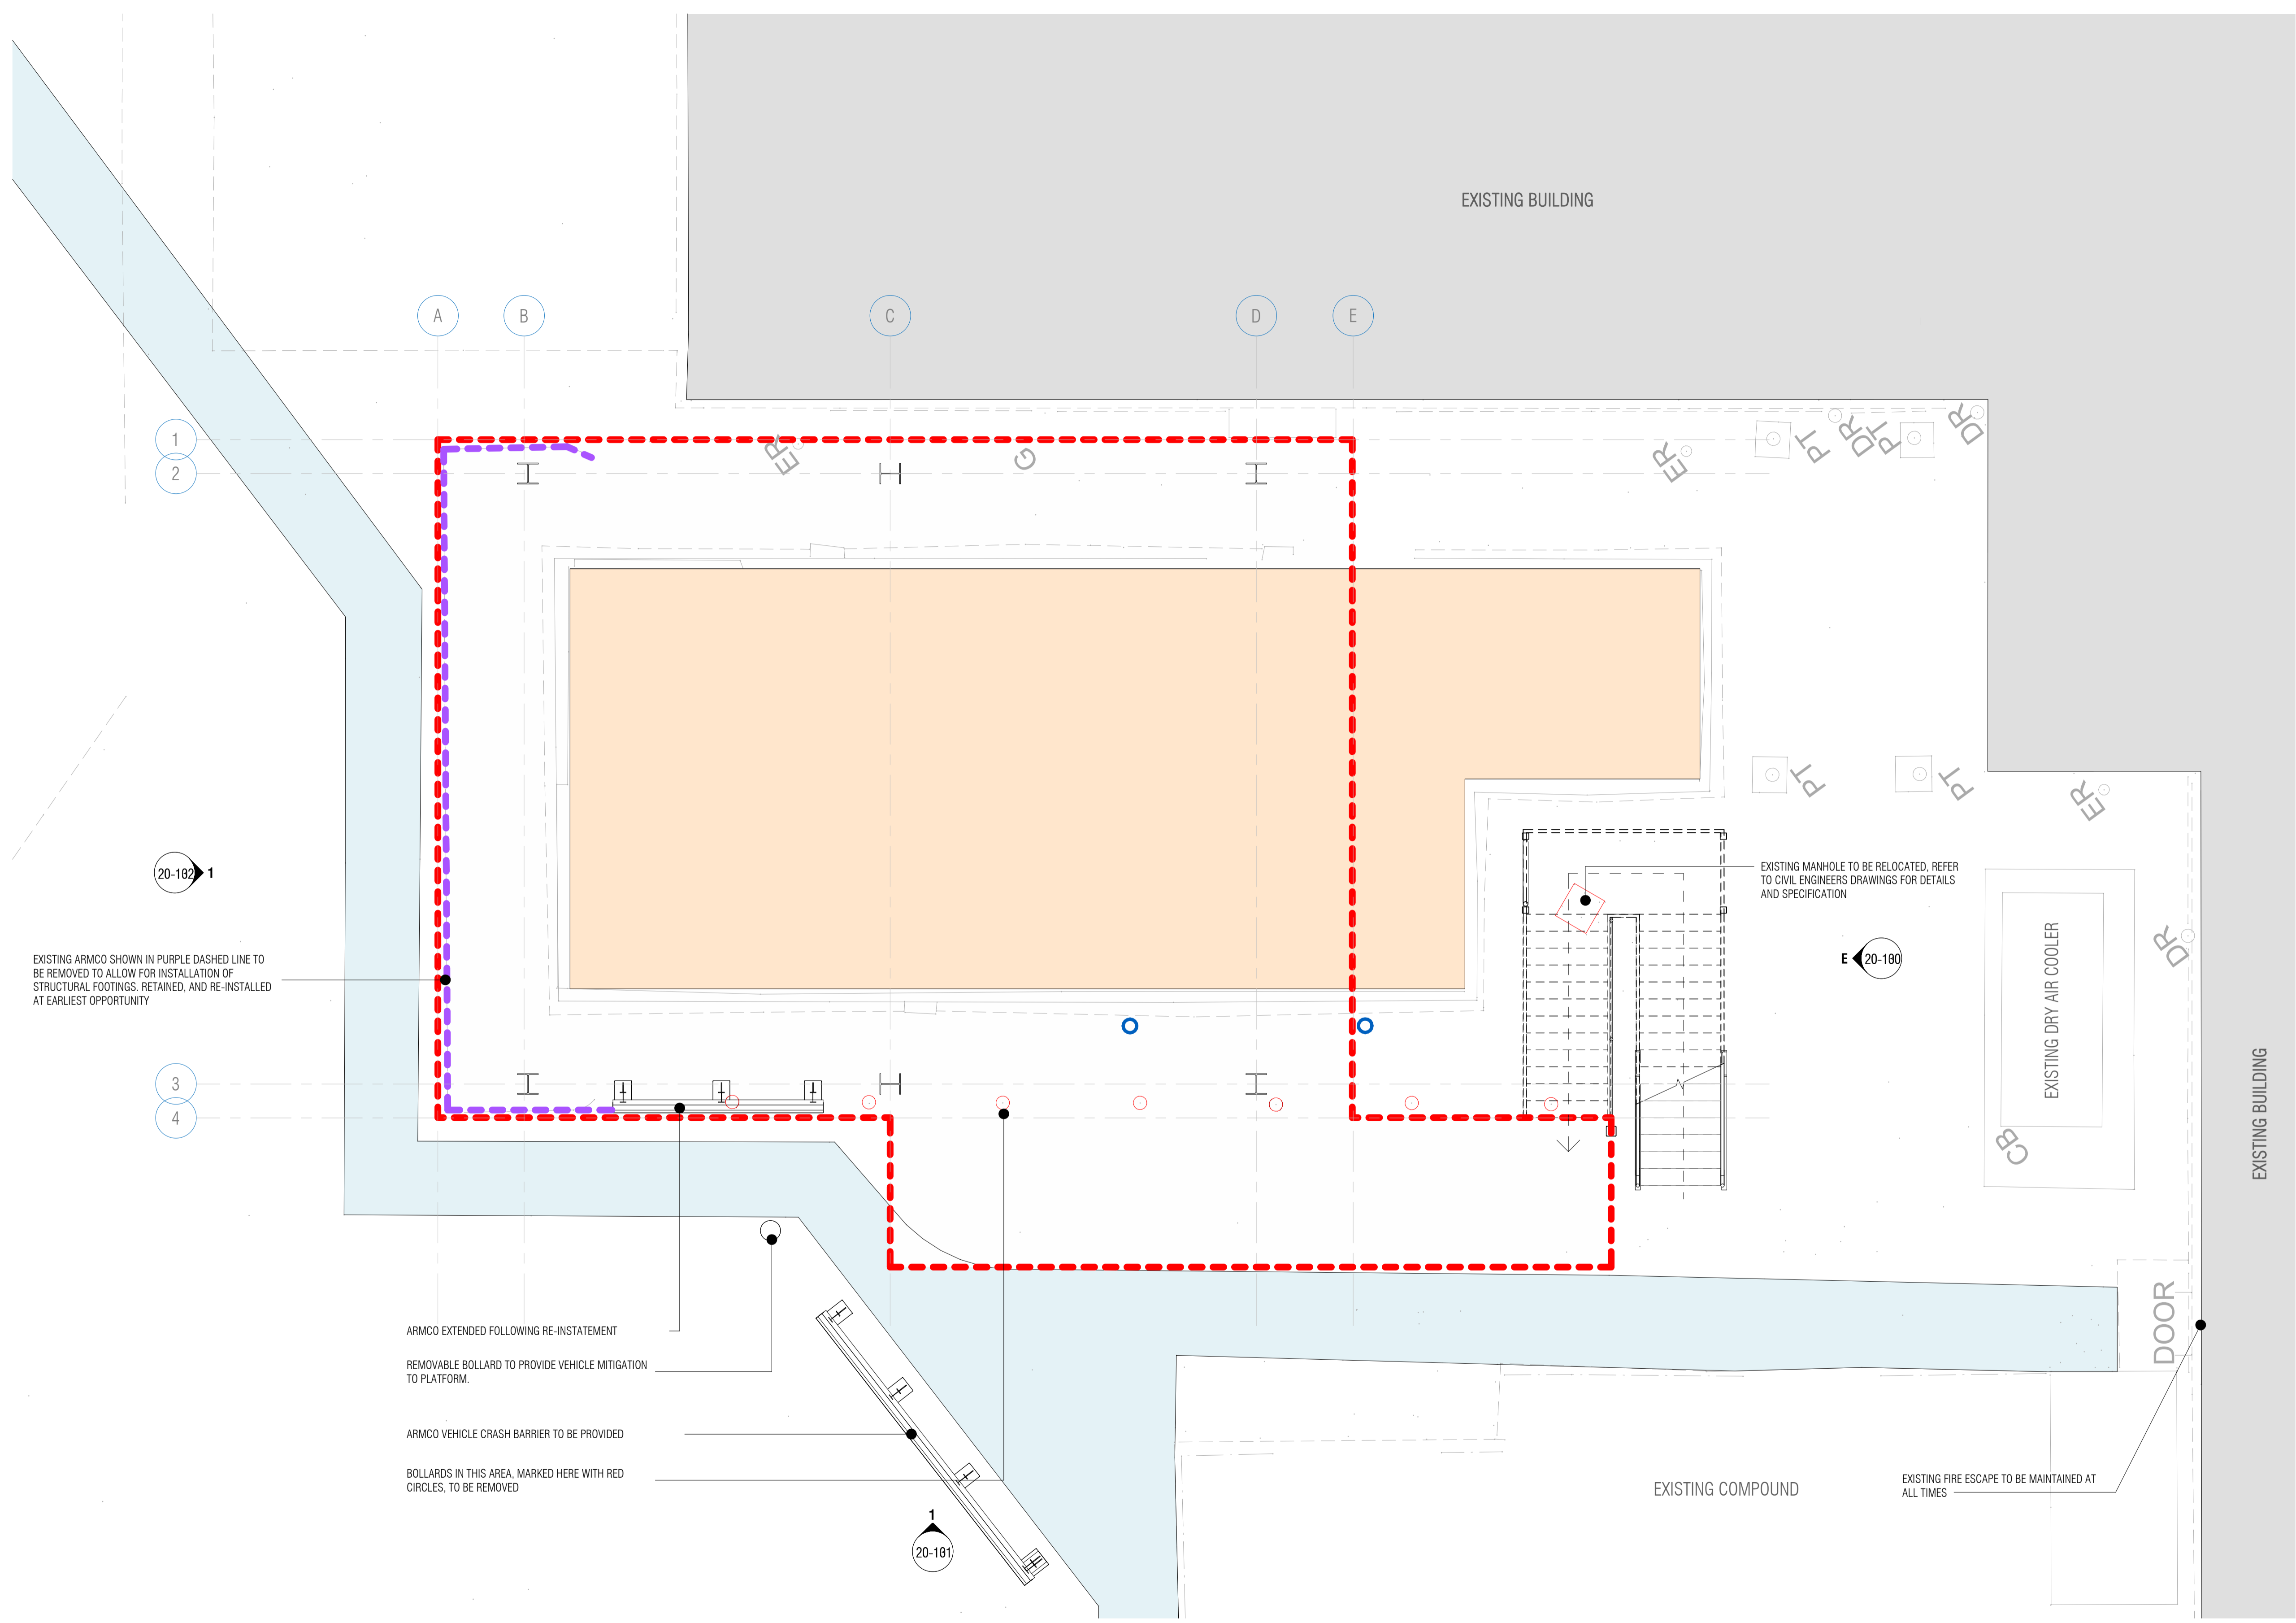 EXISTING BUILDING
A
B
C
D
E
1
2
ER
G
ER
PT
DR
PT
DR
PT
PT
ER
EXISTING MANHOLE TO BE RELOCATED, REFER
TO CIVIL ENGINEERS DRAWINGS FOR DETAILS
AND SPECIFICATION
1
E
20-100
EXISTING DRY AIR COOLER
DR
EXISTING ARMCO SHOWN IN PURPLE DASHED LINE TO
BE REMOVED TO ALLOW FOR INSTALLATION OF
STRUCTURAL FOOTINGS. RETAINED, AND RE-INSTALLED
AT EARLIEST OPPORTUNITY
3
4
CB
EXISTING BUILDING
DOOR
ARMCO EXTENDED FOLLOWING RE-INSTATEMENT
REMOVABLE BOLLARD TO PROVIDE VEHICLE MITIGATION
TO PLATFORM.
ARMCO VEHICLE CRASH BARRIER TO BE PROVIDED
BOLLARDS IN THIS AREA, MARKED HERE WITH RED
CIRCLES, TO BE REMOVED
EXISTING COMPOUND
EXISTING FIRE ESCAPE TO BE MAINTAINED AT
ALL TIMES
1
20-101